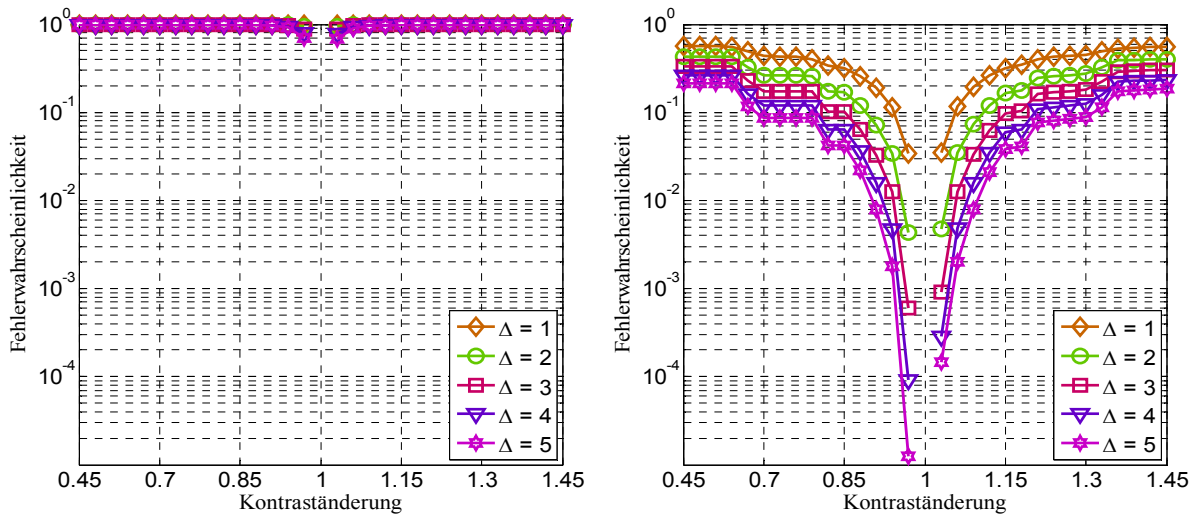 10^0
10^-1
10^-2
10^-3
10^-4
Fehlerwahrscheinlichkeit
0.45 0.7 0.85 1 1.15 1.3 1.45
Kontraständerung
Δ = 1
Δ = 2
Δ = 3
Δ = 4
Δ = 5
10^0
10^-1
10^-2
10^-3
10^-4
Fehlerwahrscheinlichkeit
0.45 0.7 0.85 1 1.15 1.3 1.45
Kontraständerung
Δ = 1
Δ = 2
Δ = 3
Δ = 4
Δ = 5